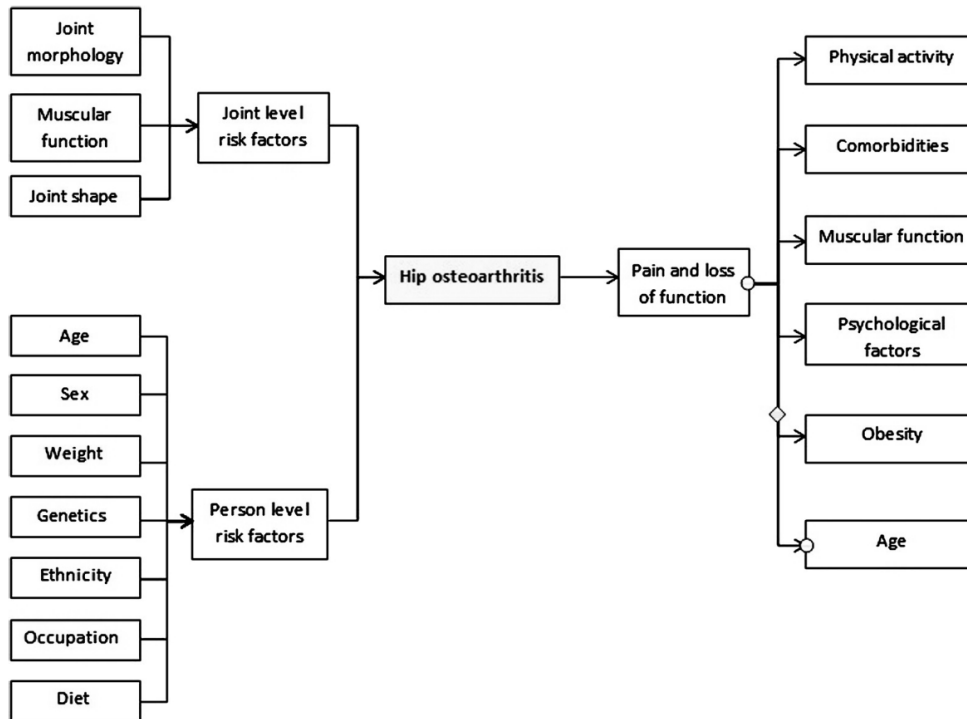 Joint
morphology
Muscular
function
Joint shape
Joint level
risk factors
Age
Sex
Weight
Genetics
Ethnicity
Occupation
Diet
Person level
risk factors
Hip osteoarthritis
Pain and loss
of function
Physical activity
Comorbidities
Muscular function
Psychological
factors
Obesity
Age